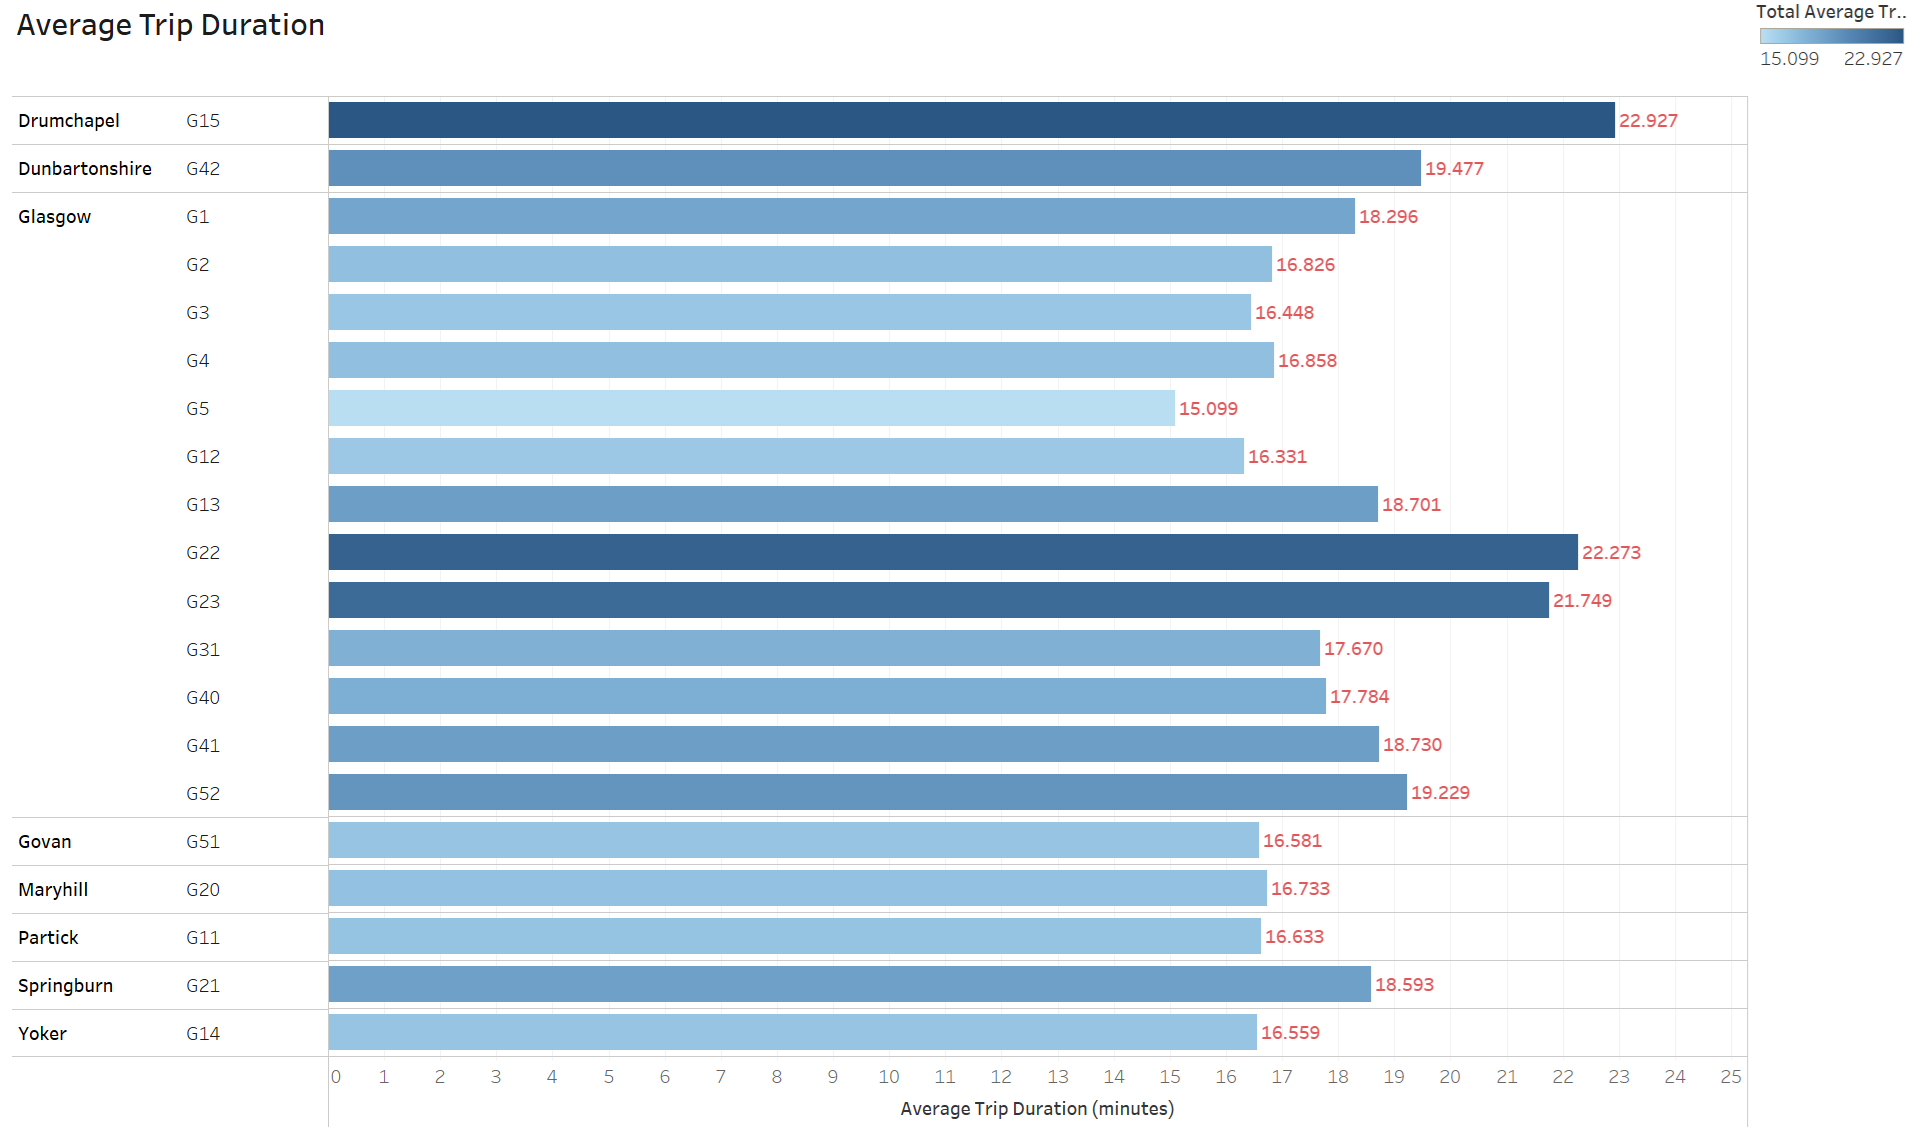 Average Trip Duration
Total Average Tr..
15.099 22.927
Drumchapel G15 22.927
Dunbartonshire G42 19.477
Glasgow G1 18.296
G2 16.826
G3 16.448
G4 16.858
G5 15.099
G12 16.331
G13 18.701
G22 22.273
G23 21.749
G31 17.670
G40 17.784
G41 18.730
G52 19.229
Govan G51 16.581
Maryhill G20 16.733
Partick G11 16.633
Springburn G21 18.593
Yoker G14 16.559
0 1 2 3 4 5 6 7 8 9 10 11 12 13 14 15 16 17 18 19 20 21 22 23 24 25
Average Trip Duration (minutes)